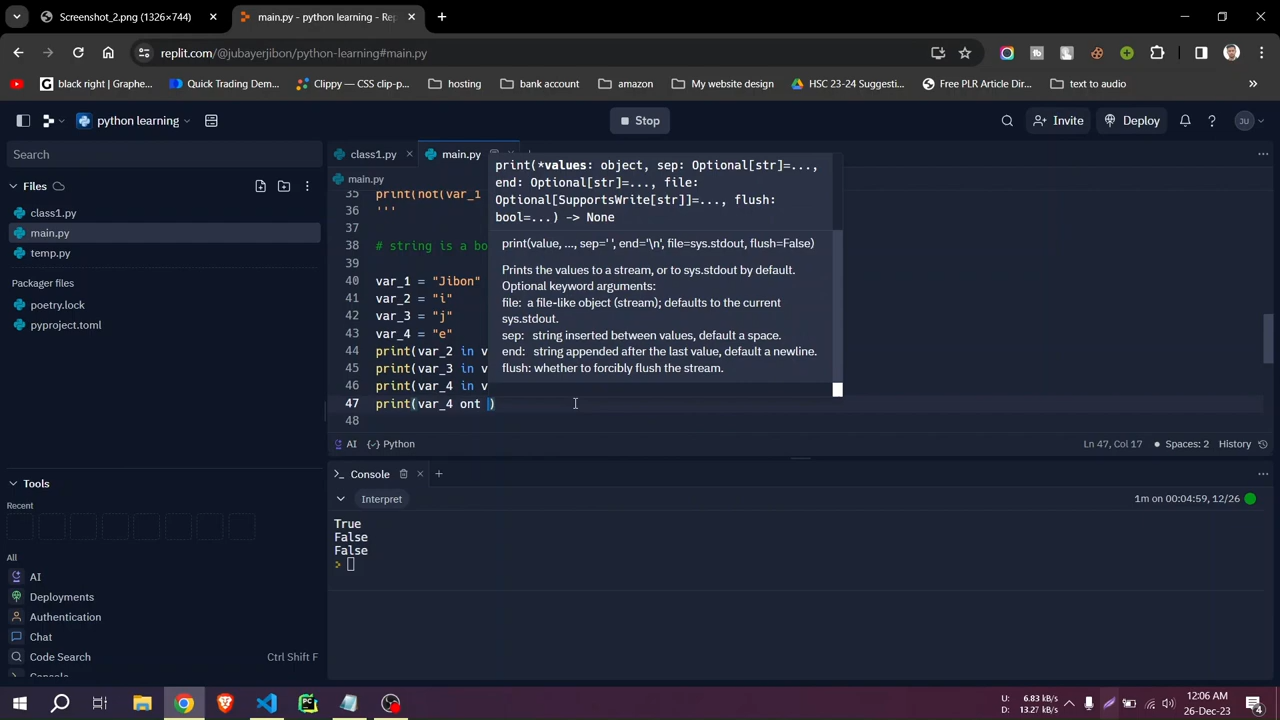 Screenshot_2.png (1326×744)
main.py - python learning - Rep
replit.com/@jubayerjibon/python-learning#main.py
black right | Graphe...
Quick Trading Dem...
Clippy — CSS clip-p...
hosting
bank account
amazon
My website design
HSC 23-24 Suggesti...
Free PLR Article Dir...
text to audio
python learning
Stop
Invite
Deploy
JU
Search
class1.py
main.py
Files
class1.py
main.py
temp.py
Packager files
poetry.lock
pyproject.toml
main.py
35 print(not(var_1
36 '''
37
38 # string is a bo
39
40 var_1 = "Jibon"
41 var_2 = "i"
42 var_3 = "j"
43 var_4 = "e"
44 print(var_2 in v
45 print(var_3 in v
46 print(var_4 in v
47 print(var_4 ont )
48
print(*values: object, sep: Optional[str]=...,
end: Optional[str]=..., file:
Optional[SupportsWrite[str]]=..., flush:
bool=...) -> None
print(value, ..., sep=' ', end='\n', file=sys.stdout, flush=False)
Prints the values to a stream, or to sys.stdout by default.
Optional keyword arguments:
file: a file-like object (stream); defaults to the current
sys.stdout.
sep: string inserted between values, default a space.
end: string appended after the last value, default a newline.
flush: whether to forcibly flush the stream.
AI
Python
Ln 47, Col 17
Spaces: 2
History
Tools
Recent
All
AI
Deployments
Authentication
Chat
Code Search Ctrl Shift F
Console
Console
Interpret
1m on 00:04:59, 12/26
True
False
False
>
U: 6.83 kB/s
D: 13.27 kB/s
12:06 AM
26-Dec-23
4